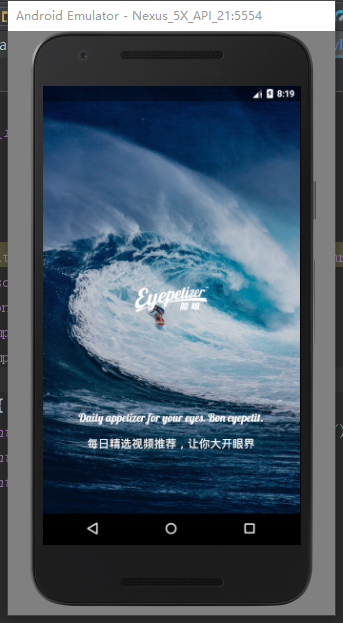 Android Emulator - Nexus_5X_API_21:5554
8:19
Eyepetizer
開眼
Daily appetizer for your eyes. Bon eyepetit.
每日精选视频推荐，让你大开眼界